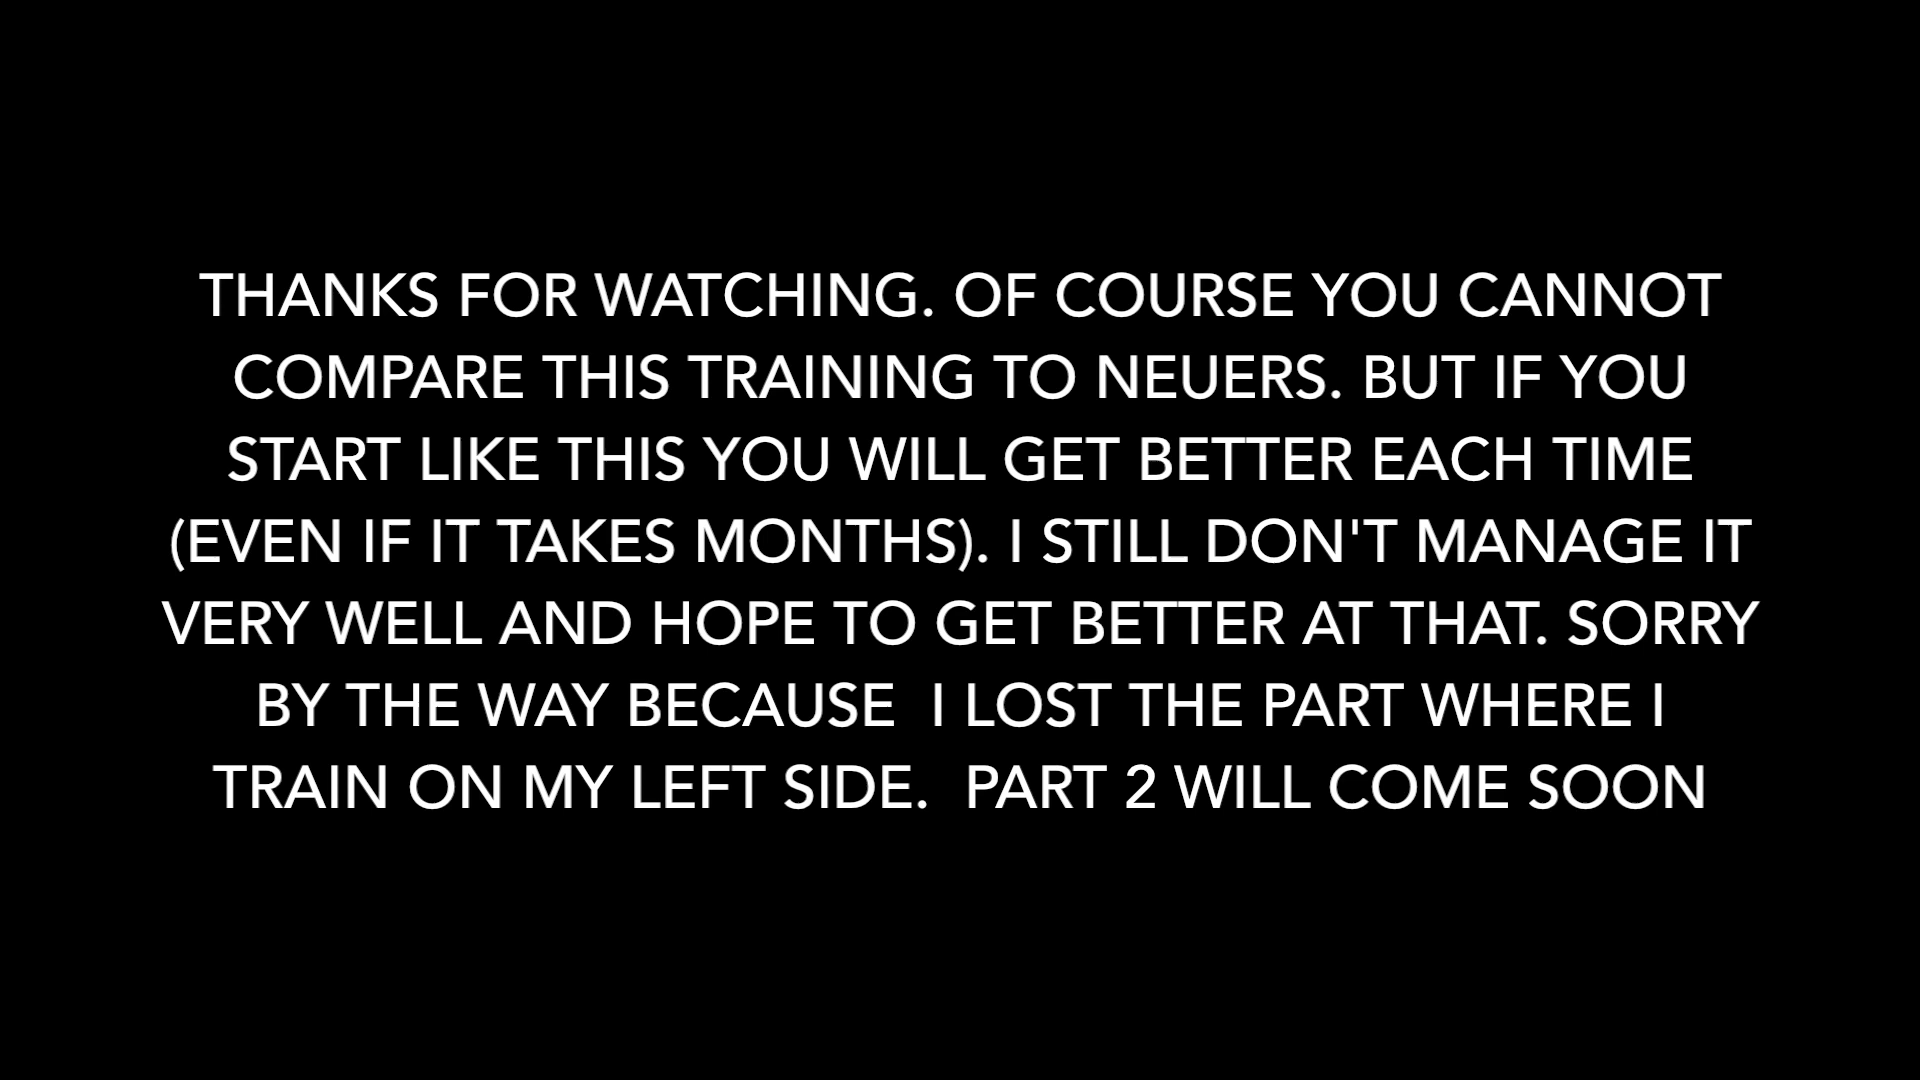 THANKS FOR WATCHING. OF COURSE YOU CANNOT
COMPARE THIS TRAINING TO NEUERS. BUT IF YOU
START LIKE THIS YOU WILL GET BETTER EACH TIME
(EVEN IF IT TAKES MONTHS). I STILL DON'T MANAGE IT
VERY WELL AND HOPE TO GET BETTER AT THAT. SORRY
BY THE WAY BECAUSE  I LOST THE PART WHERE I
TRAIN ON MY LEFT SIDE.  PART 2 WILL COME SOON